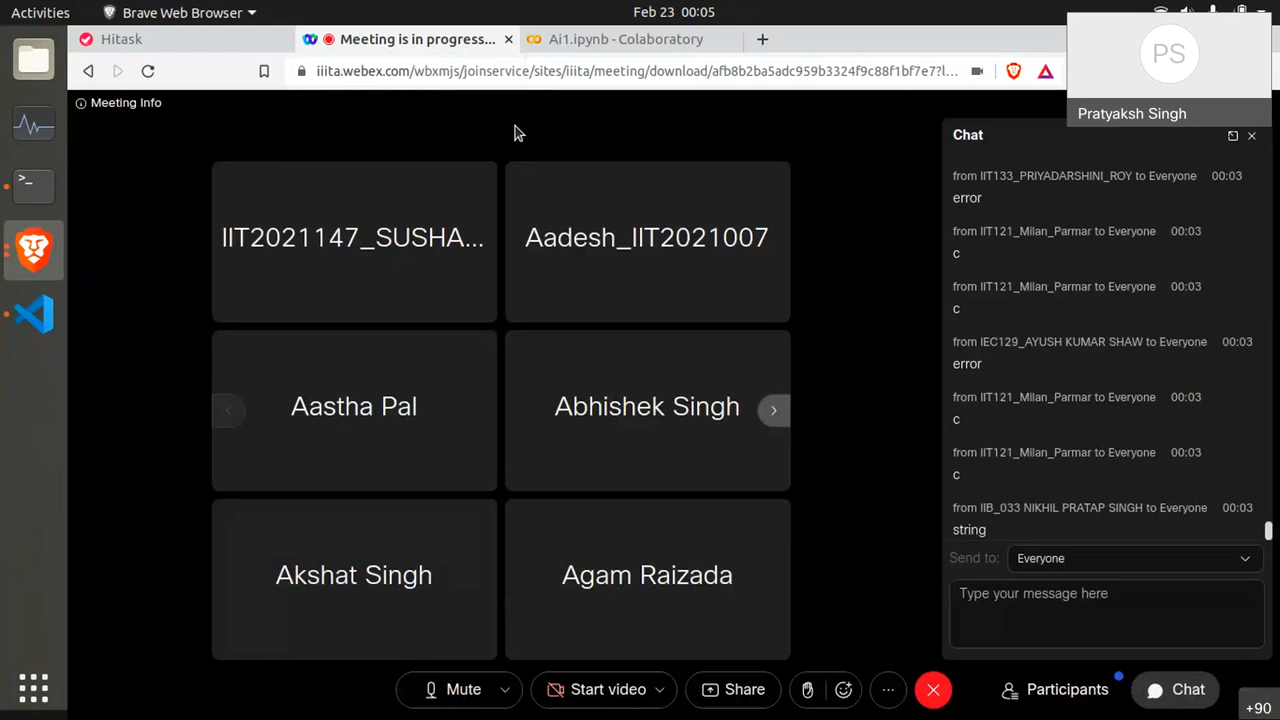 Activities
Brave Web Browser
Feb 23 00:05
Hitask
Meeting is in progress...
Ai1.ipynb - Colaboratory
iiita.webex.com/wbxmjs/joinservice/sites/iiita/meeting/download/afb8b2ba5adc959b3324f9c88f1bf7e7?l...
PS
Pratyaksh Singh
Meeting Info
Chat
from IIT133_PRIYADARSHINI_ROY to Everyone 00:03
error
from IIT121_Milan_Parmar to Everyone 00:03
c
from IIT121_Milan_Parmar to Everyone 00:03
c
from IEC129_AYUSH KUMAR SHAW to Everyone 00:03
error
from IIT121_Milan_Parmar to Everyone 00:03
c
from IIT121_Milan_Parmar to Everyone 00:03
c
from IIB_033 NIKHIL PRATAP SINGH to Everyone 00:03
string
Send to: Everyone
Type your message here
IIT2021147_SUSHA...
Aadesh_IIT2021007
Aastha Pal
Abhishek Singh
Akshat Singh
Agam Raizada
Mute
Start video
Share
Participants
Chat
+90